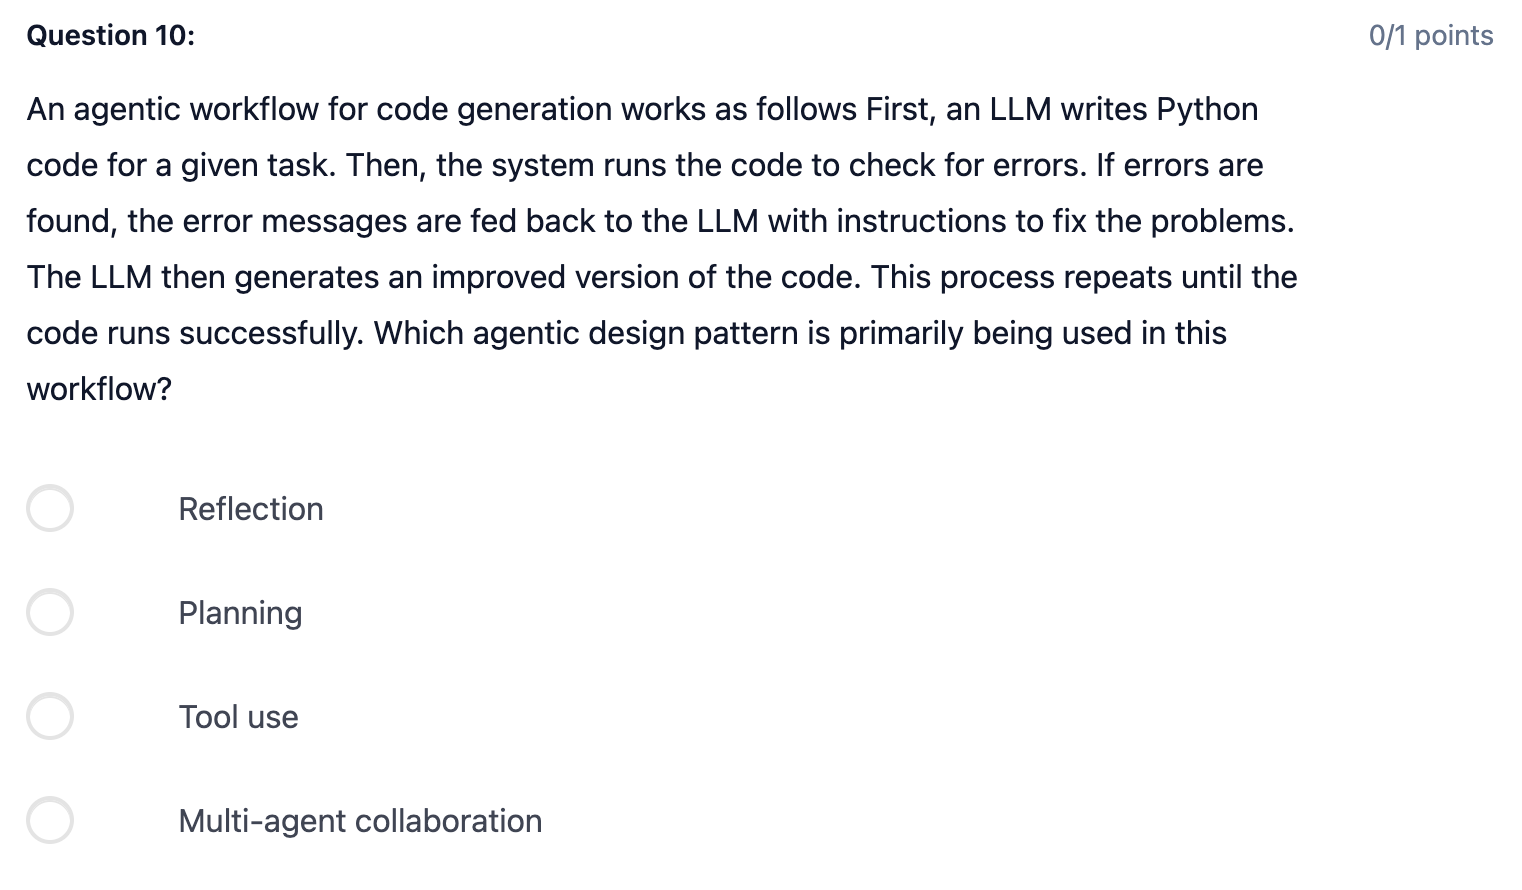 Question 10:
0/1 points
An agentic workflow for code generation works as follows First, an LLM writes Python
code for a given task. Then, the system runs the code to check for errors. If errors are
found, the error messages are fed back to the LLM with instructions to fix the problems.
The LLM then generates an improved version of the code. This process repeats until the
code runs successfully. Which agentic design pattern is primarily being used in this
workflow?
Reflection
Planning
Tool use
Multi-agent collaboration